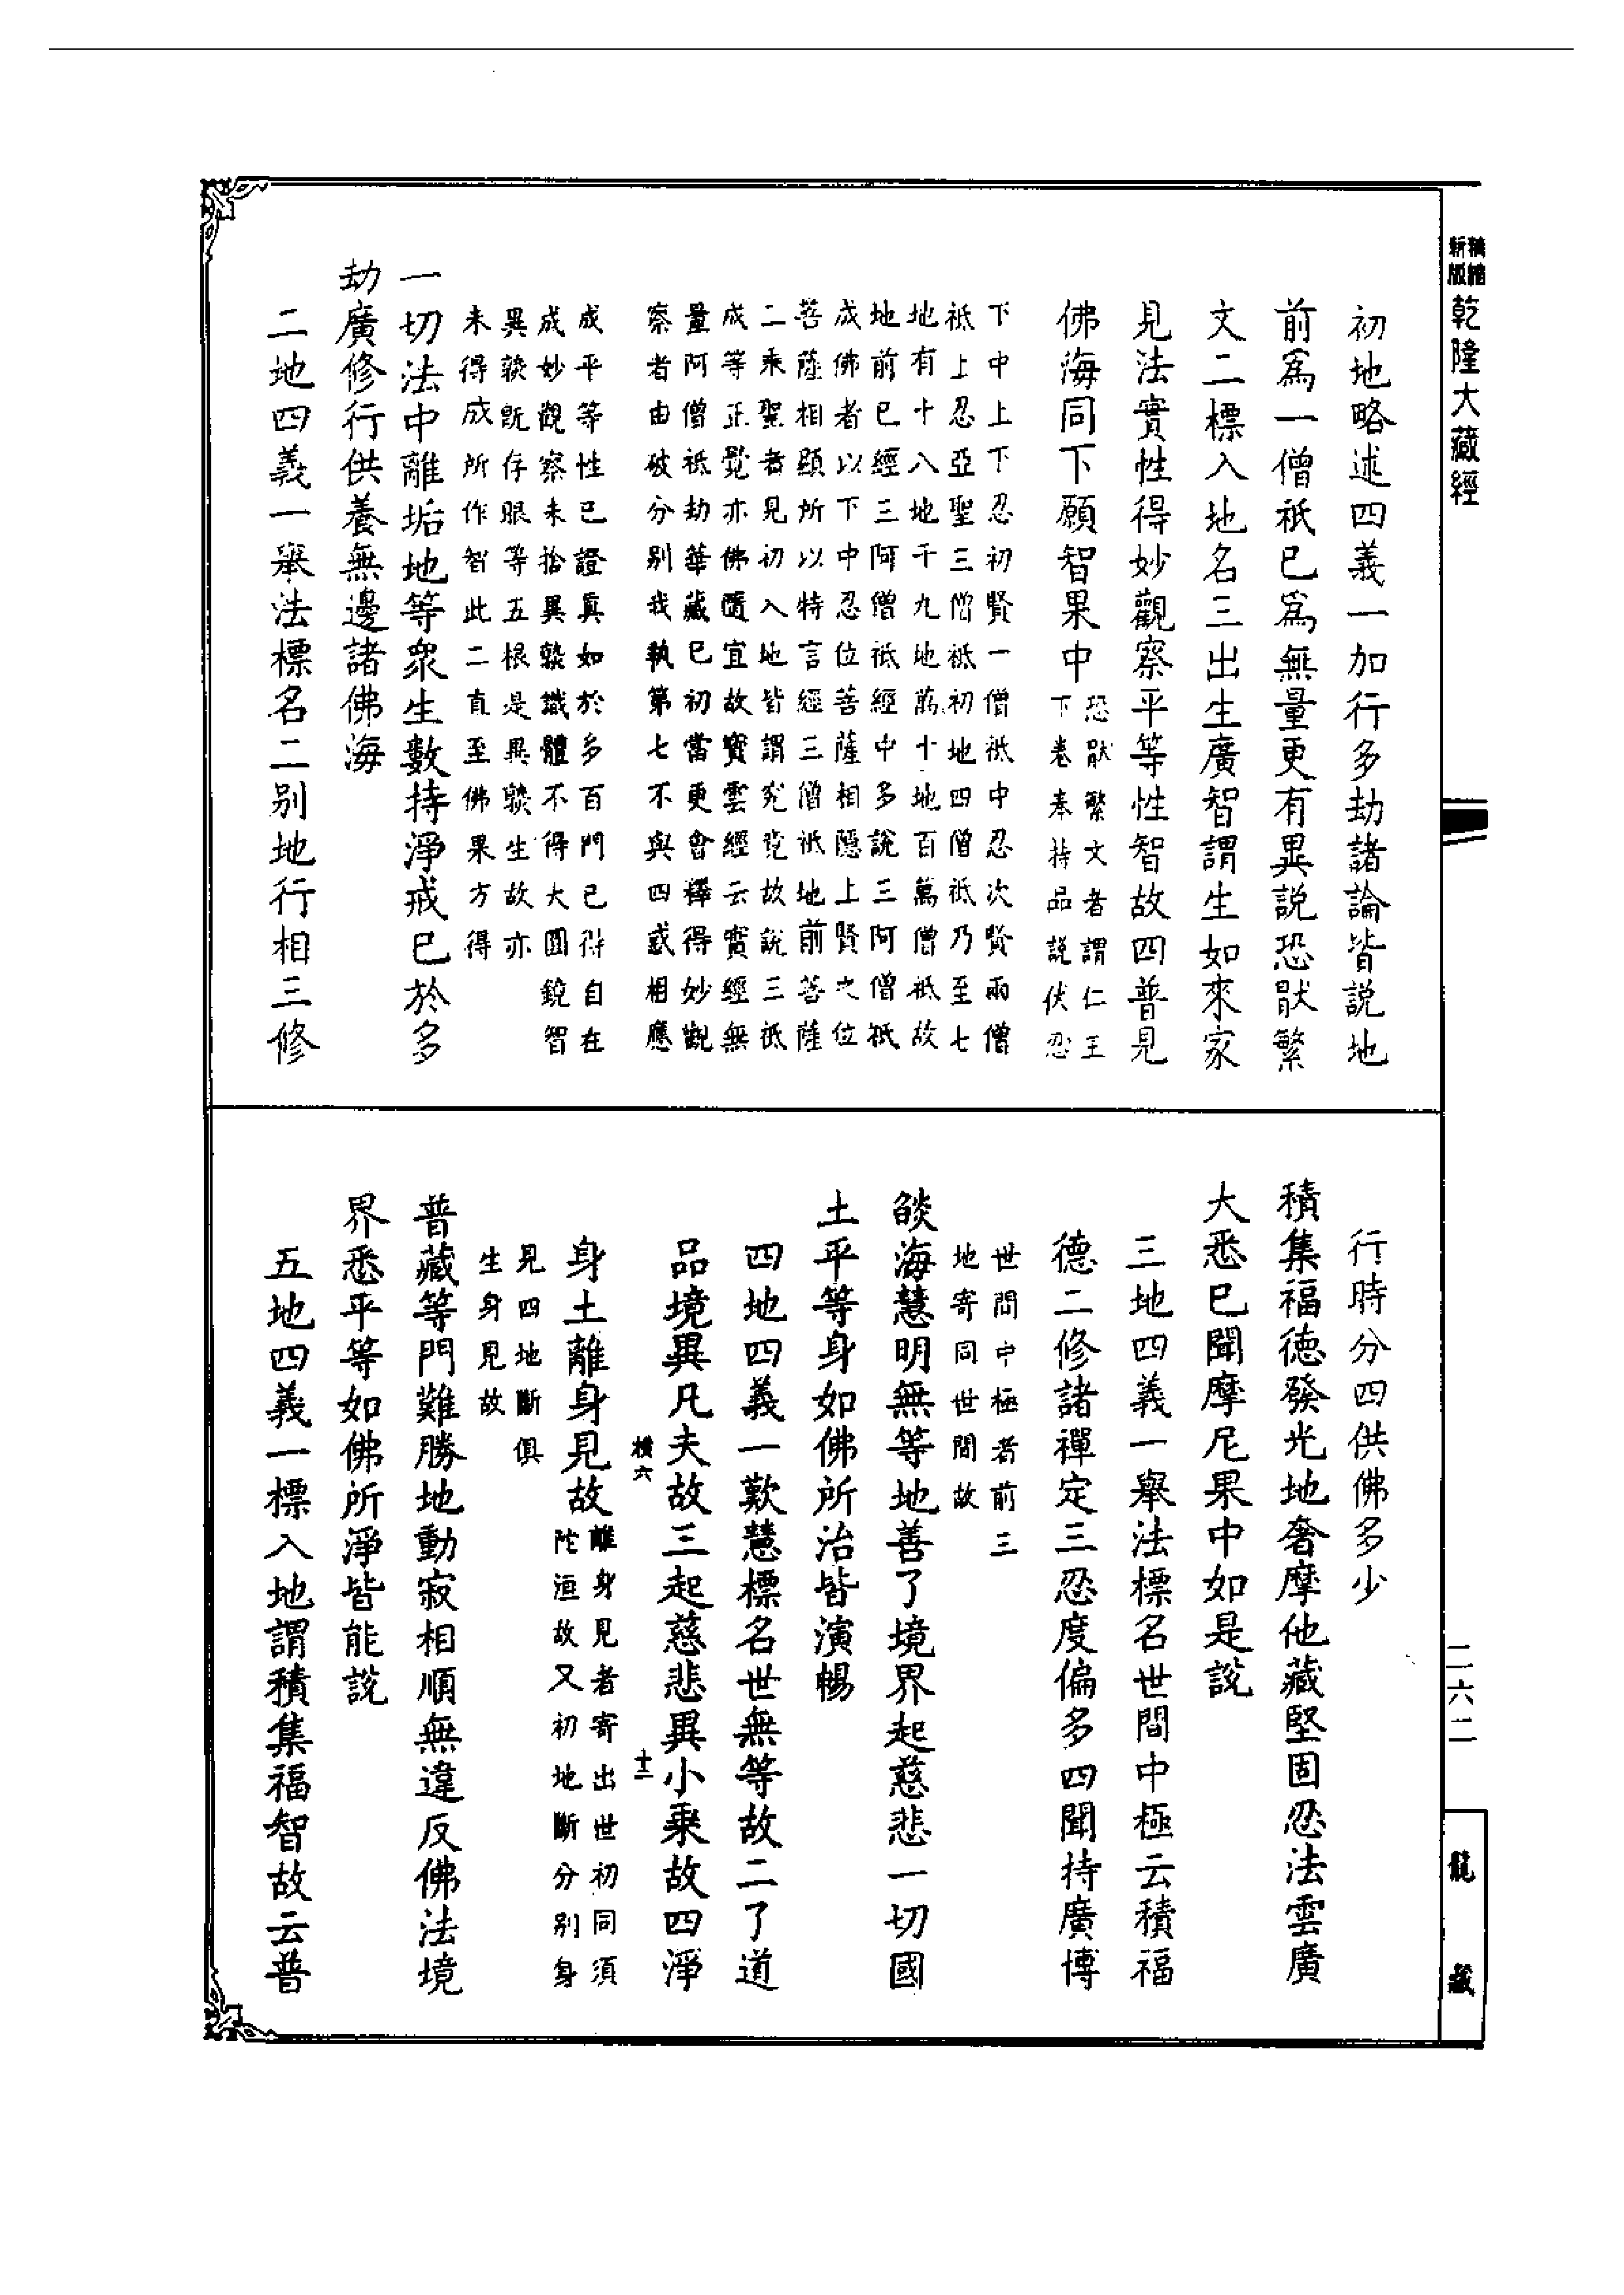 新版
精縮
乾隆大藏經
初地略述四義一加行多劫諸論皆説地
前爲一僧祇已爲無量更有異説恐猒繁
文二標入地名三出生廣智謂生如來家
見法實性得妙觀察平等性智故四普見
佛海同下願智果中
恐猒繁文者謂仁王
下卷奉持品説伏忍
下中上下忍初賢一僧祇中忍次賢兩僧
祇上忍亞聖三僧祇初地四僧祇乃至七
地有十八地千九地萬十地百萬僧祇故
地前已經三阿僧祇經中多説三阿僧祇
成佛者以下中忍位菩薩相隱上賢之位
菩薩相顯所以特言經三僧祇地前菩薩
二乘聖者見初入地皆謂究竟故説三祇
成等正覺亦佛隨宜故寶雲經云實經無
量阿僧祇劫華藏已初當更會釋得妙觀
察者由破分别我執第七不與四惑相應
成平等性已證真如於多百門已得自在
成妙觀察未捨異熟識體不得大圓鏡智
異熟既存眼等五根是異熟生故亦
未得成所作智此二直至佛果方得
一切法中離垢地等衆生數持淨戒已於多
劫廣修行供養無邊諸佛海
二地四義一舉法標名二别地行相三修
行時分四供佛多少
積集福德發光地奢摩他藏堅固忍法雲廣
大悉已聞摩尼果中如是說
三地四義一舉法標名世間中極云積福
德二修諸禪定三忍度偏多四聞持廣博
世間中極者前三
地寄同世間故
燄海慧明無等地善了境界起慈悲一切國
土平等身如佛所治皆演暢
四地四義一歎慧標名世無等故二了道
品境異凡夫故三起慈悲異小乘故四淨
橫六
十二
身土離身見故
離身見者寄出世初同須
陀洹故又初地斷分别身
見四地斷俱
生身見故
普藏等門難勝地動寂相順無違反佛法境
界悉平等如佛所淨皆能說
五地四義一標入地謂積集福智故云普
二六二
龍藏